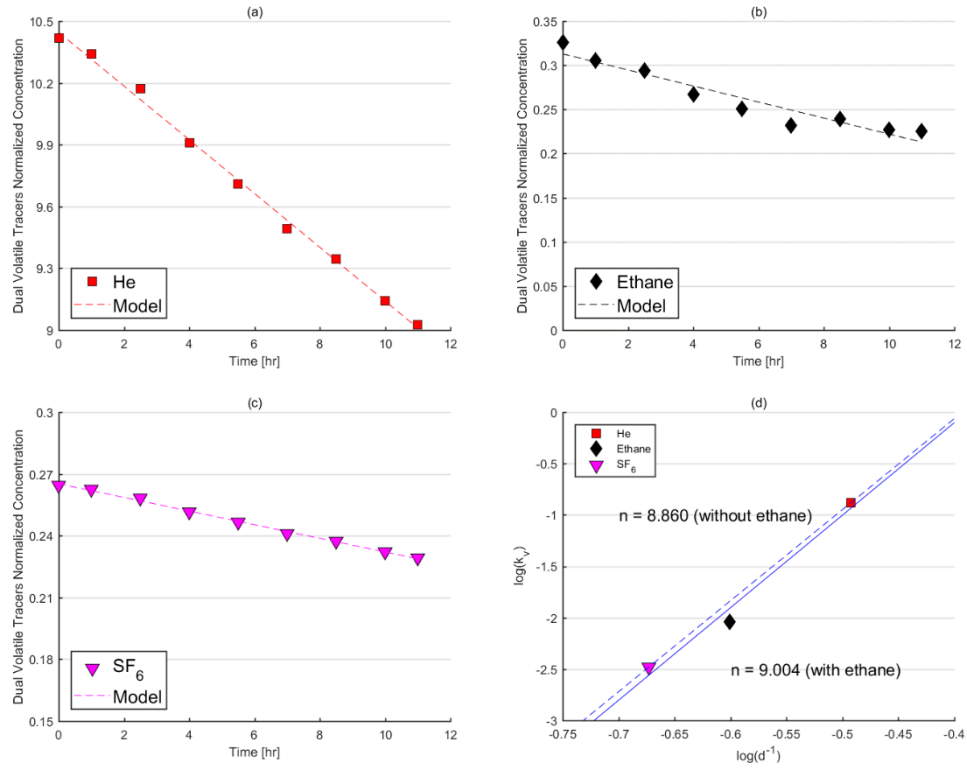 (a)
Dual Volatile Tracers Normalized Concentration
10.5
10.2
9.9
9.6
9.3
9
He
Model
0 2 4 6 8 10 12
Time [hr]
(b)
Dual Volatile Tracers Normalized Concentration
0.35
0.3
0.25
0.2
0.15
0.1
0.05
0
Ethane
Model
0 2 4 6 8 10 12
Time [hr]
(c)
Dual Volatile Tracers Normalized Concentration
0.3
0.27
0.24
0.21
0.18
0.15
SF6
Model
0 2 4 6 8 10 12
Time [hr]
(d)
log(kv)
0
-0.5
-1
-1.5
-2
-2.5
-3
He
Ethane
SF6
n = 8.860 (without ethane)
n = 9.004 (with ethane)
-0.75 -0.7 -0.65 -0.6 -0.55 -0.5 -0.45 -0.4
log(d⁻¹)